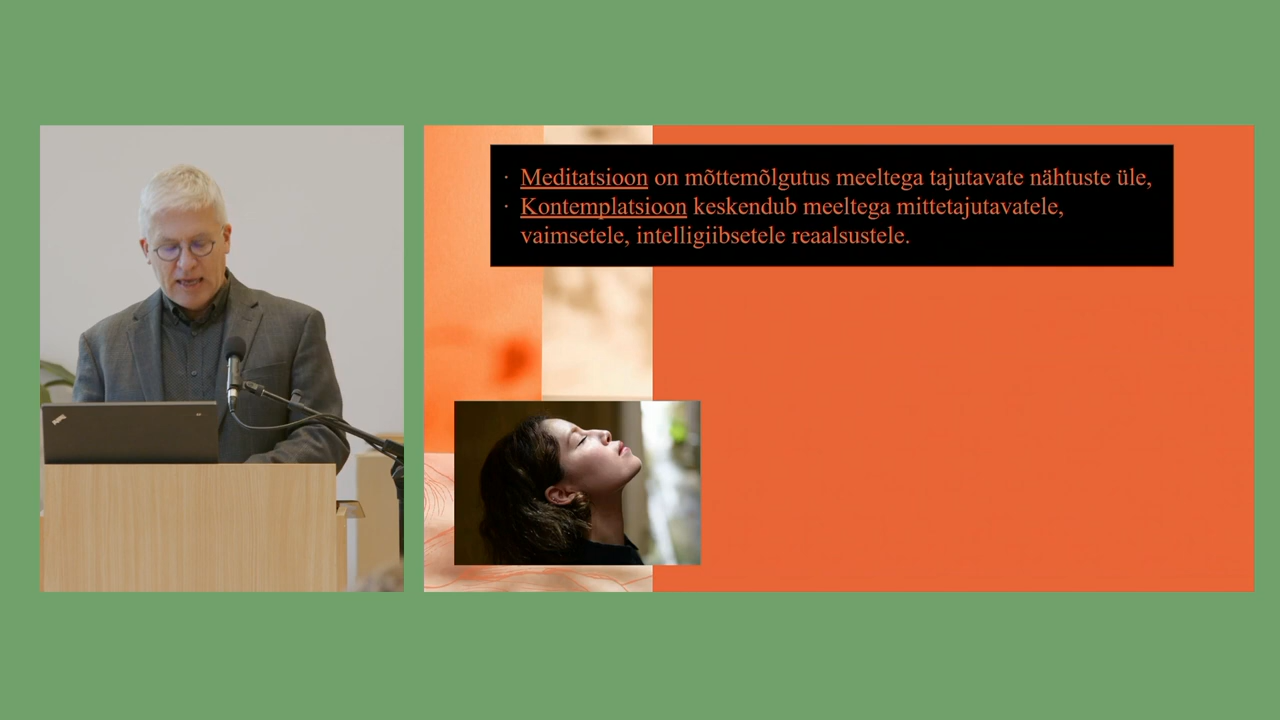 · Meditatsioon on mõttemõlgutus meeltega tajutavate nähtuste üle,
· Kontemplatsioon keskendub meeltega mittetajutavatele,
vaimsetele, intelligiibsetele reaalsustele.